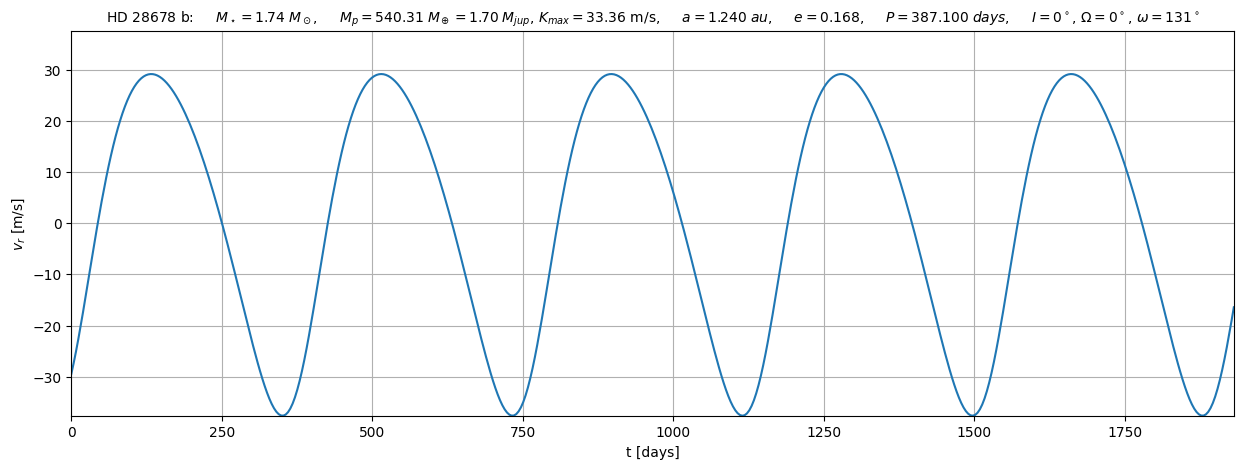 HD 28678 b: M⋆ = 1.74 M⊙, Mp = 540.31 M⊕ = 1.70 Mjup, Kmax = 33.36 m/s, a = 1.240 au, e = 0.168, P = 387.100 days, I = 0°, Ω = 0°, ω = 131°
30
20
10
0
−10
−20
−30
vr [m/s]
0 250 500 750 1000 1250 1500 1750
t [days]